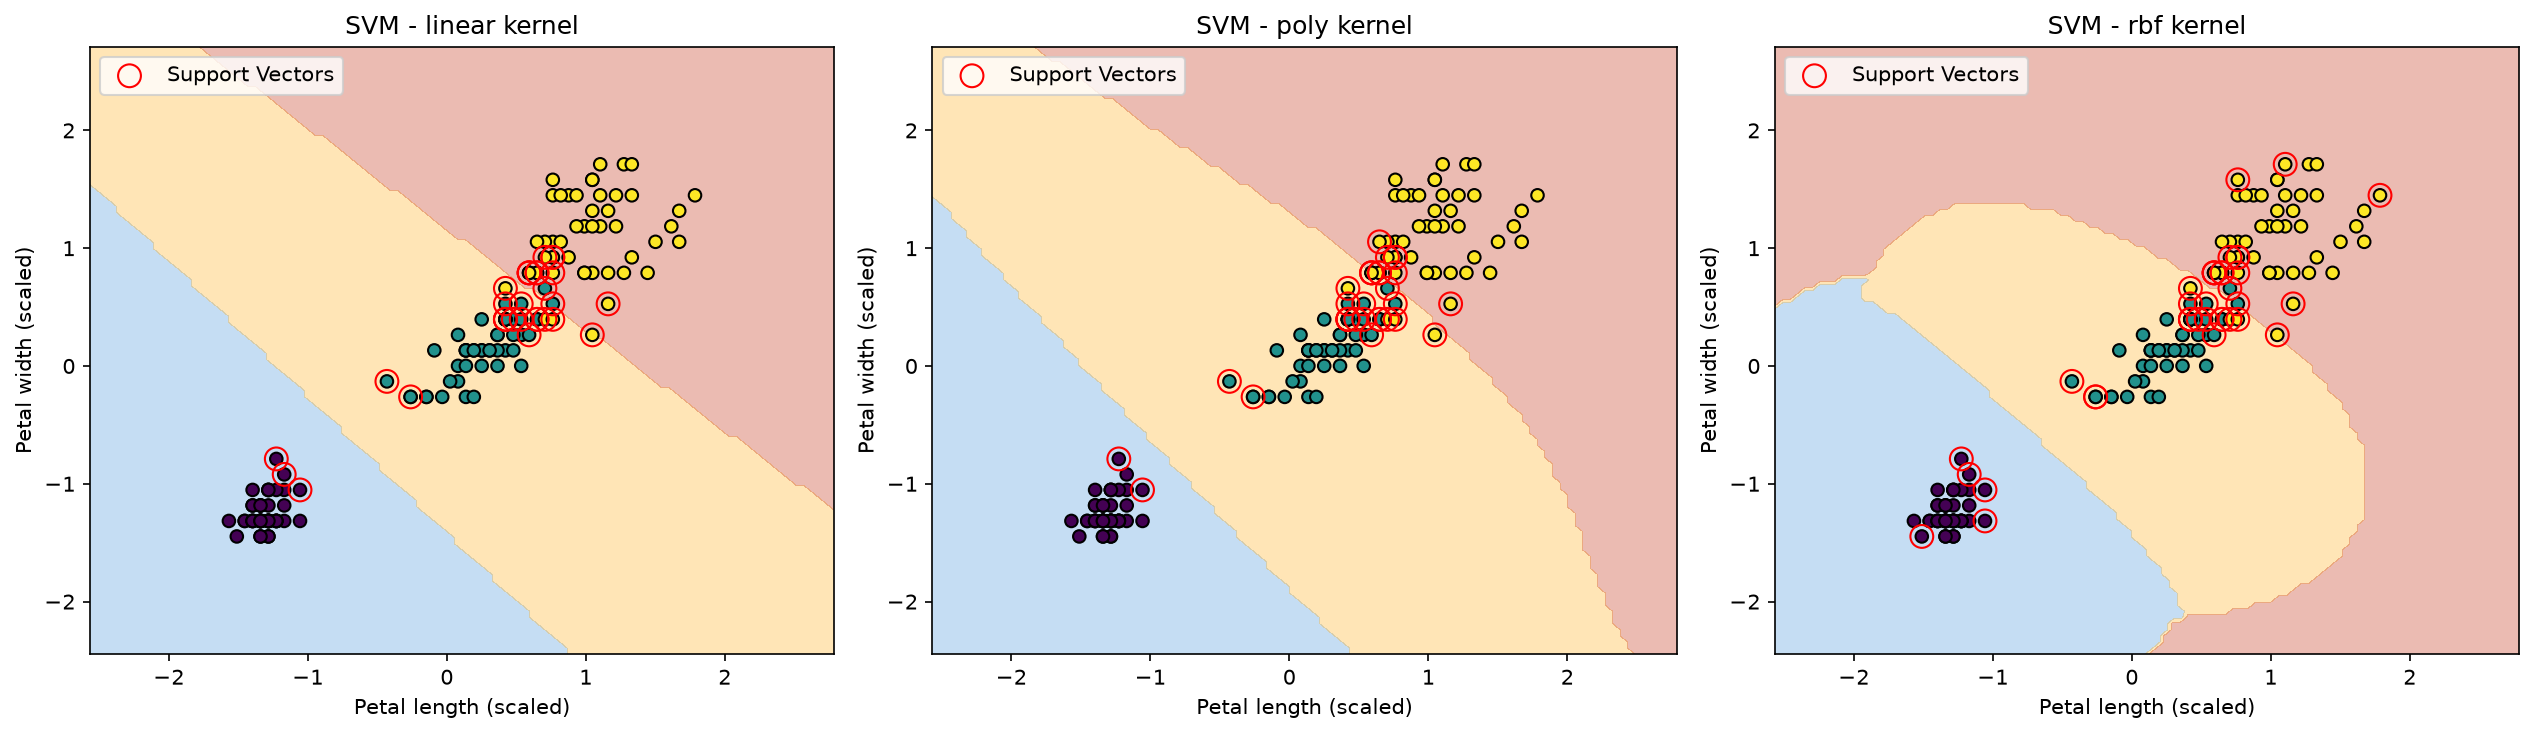 SVM - linear kernel
Support Vectors
2
1
0
−1
−2
Petal width (scaled)
−2 −1 0 1 2
Petal length (scaled)
SVM - poly kernel
Support Vectors
2
1
0
−1
−2
Petal width (scaled)
−2 −1 0 1 2
Petal length (scaled)
SVM - rbf kernel
Support Vectors
2
1
0
−1
−2
Petal width (scaled)
−2 −1 0 1 2
Petal length (scaled)